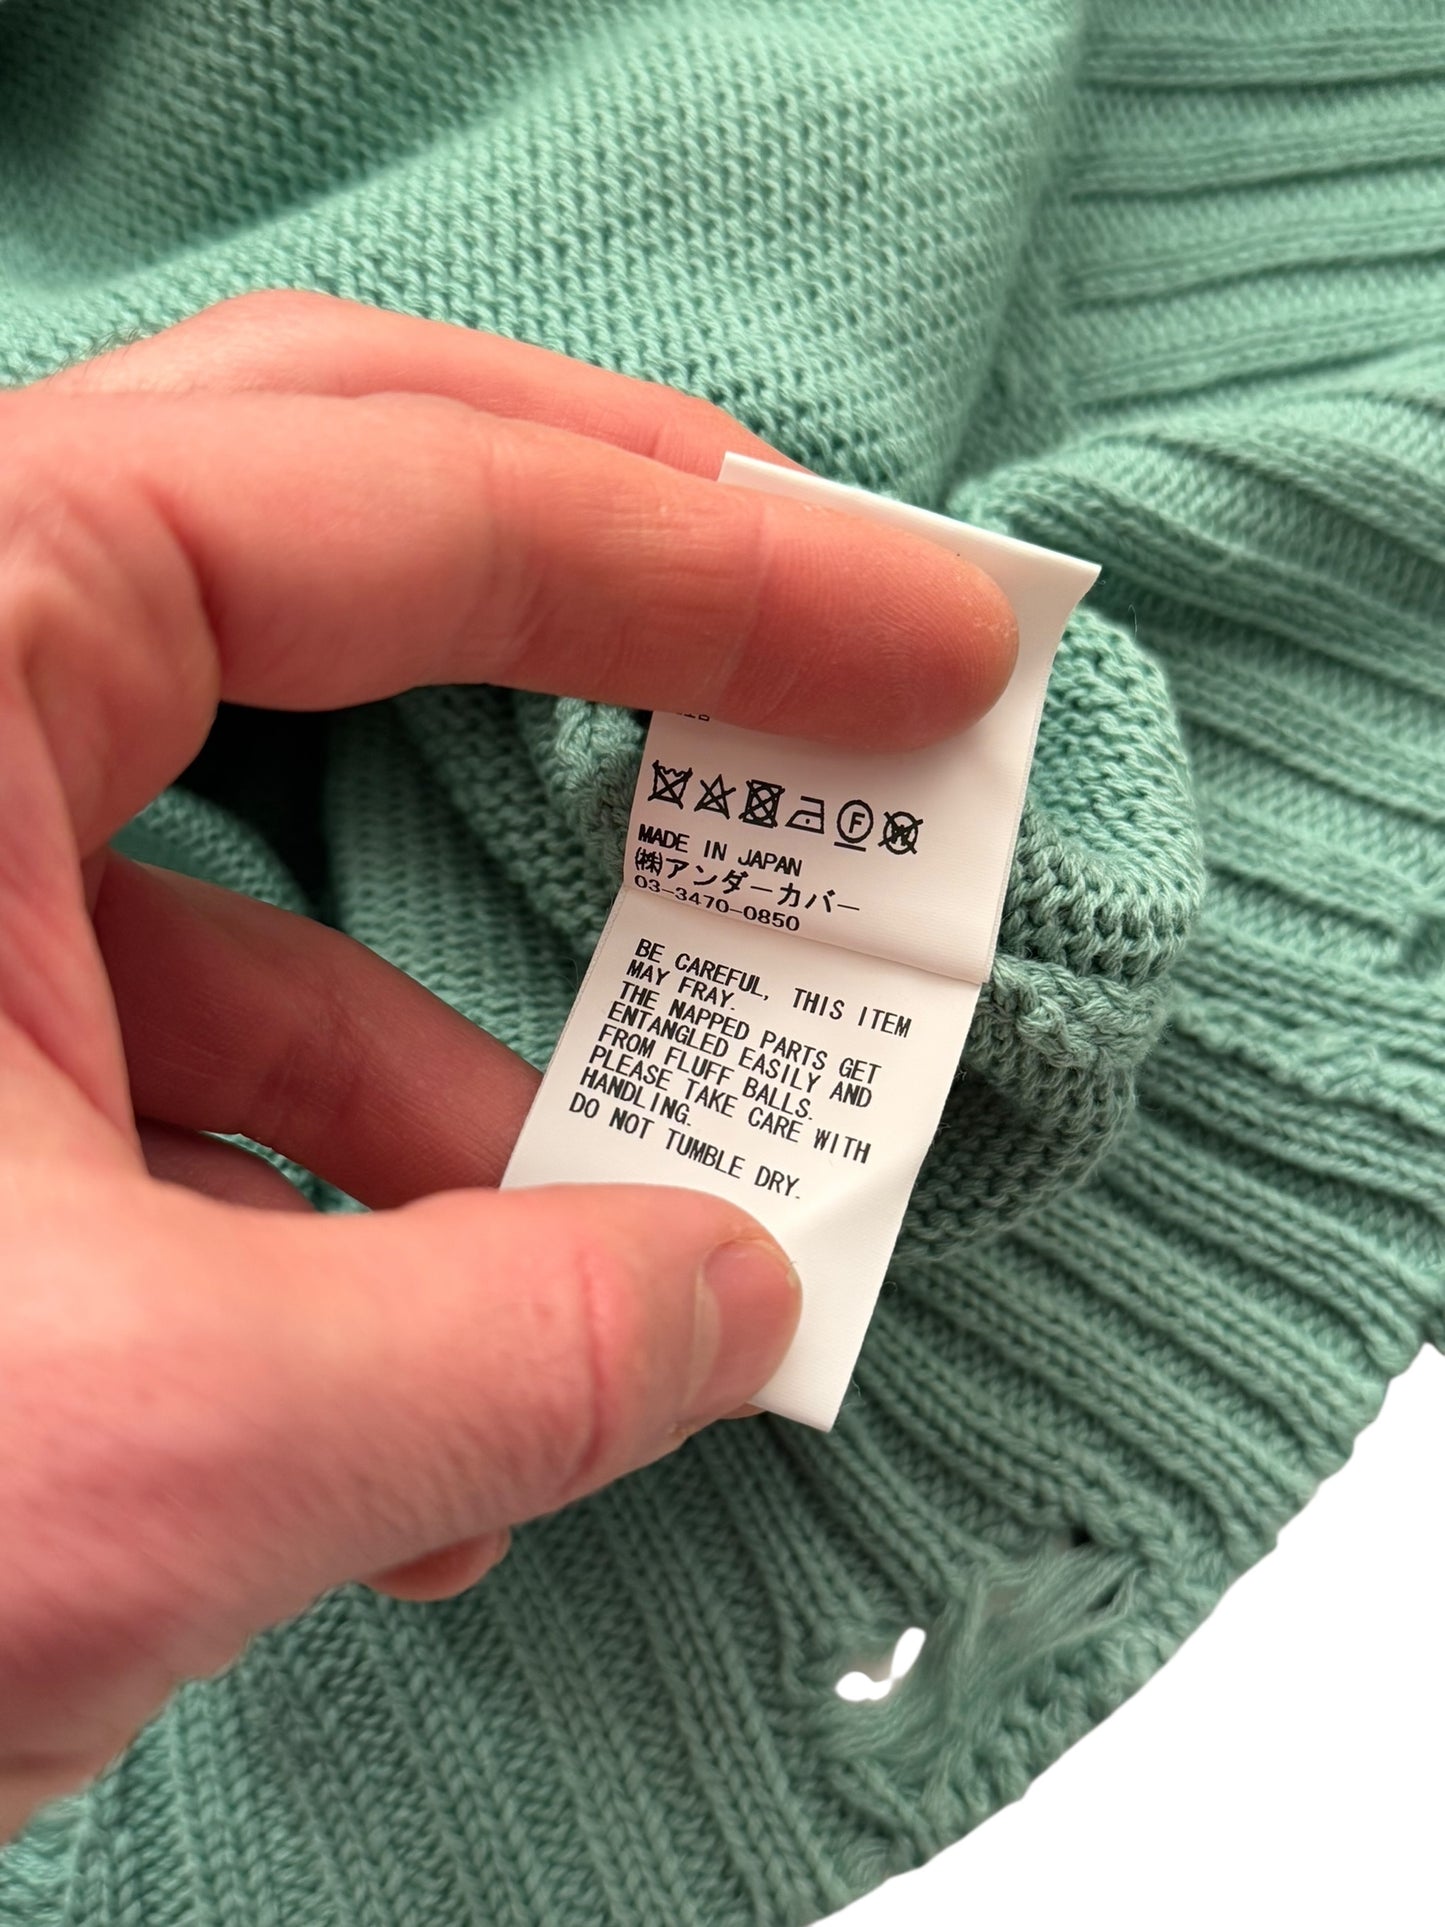 MADE IN JAPAN
(株)アンダーカバー
03-3470-0850
BE CAREFUL, THIS ITEM
MAY FRAY.
THE NAPPED PARTS GET
ENTANGLED EASILY AND
FROM FLUFF BALLS.
PLEASE TAKE CARE WITH
HANDLING.
DO NOT TUMBLE DRY.